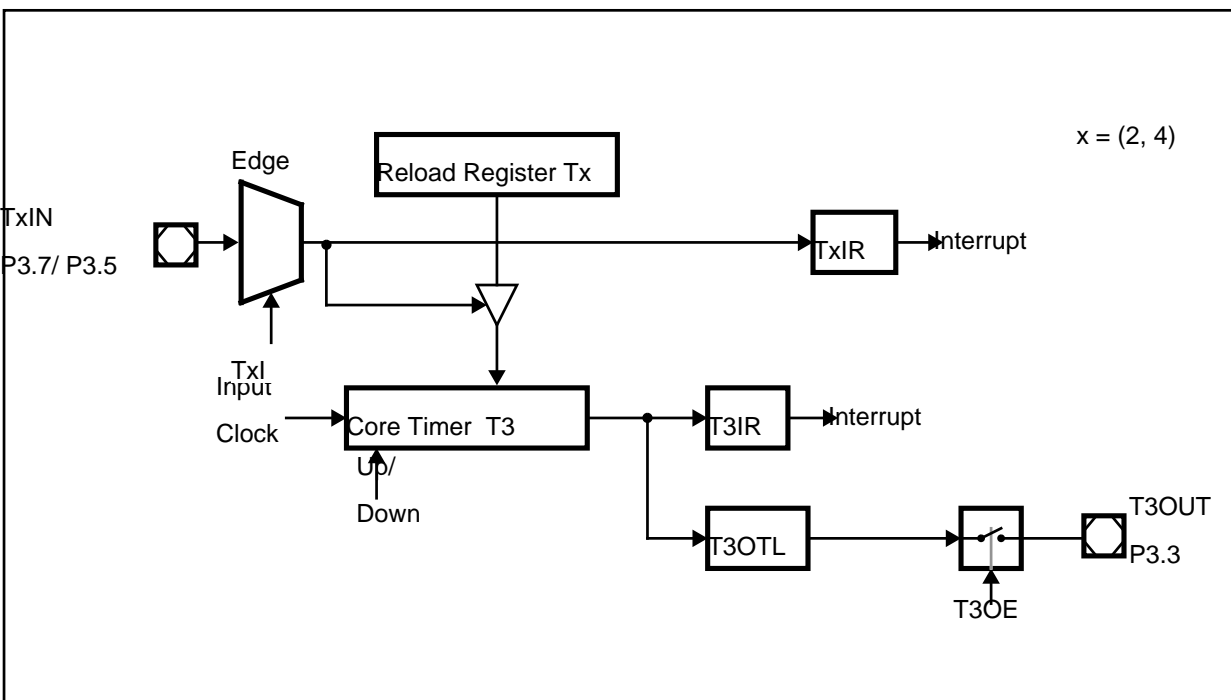 x = (2, 4)
Edge
Reload Register Tx
TxIN
P3.7/ P3.5
TxIR
Interrupt
TxI
Input
Clock
Core Timer T3
T3IR
Interrupt
Up/
Down
T3OTL
T3OUT
P3.3
T3OE